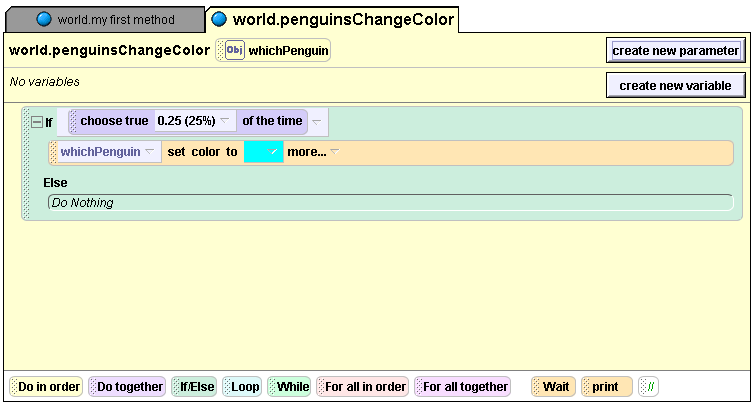 world.my first method world.penguinsChangeColor
world.penguinsChangeColor Obj whichPenguin create new parameter
No variables create new variable
If choose true 0.25 (25%) of the time
whichPenguin set color to more...
Else
Do Nothing
Do in order Do together If/Else Loop While For all in order For all together Wait print //